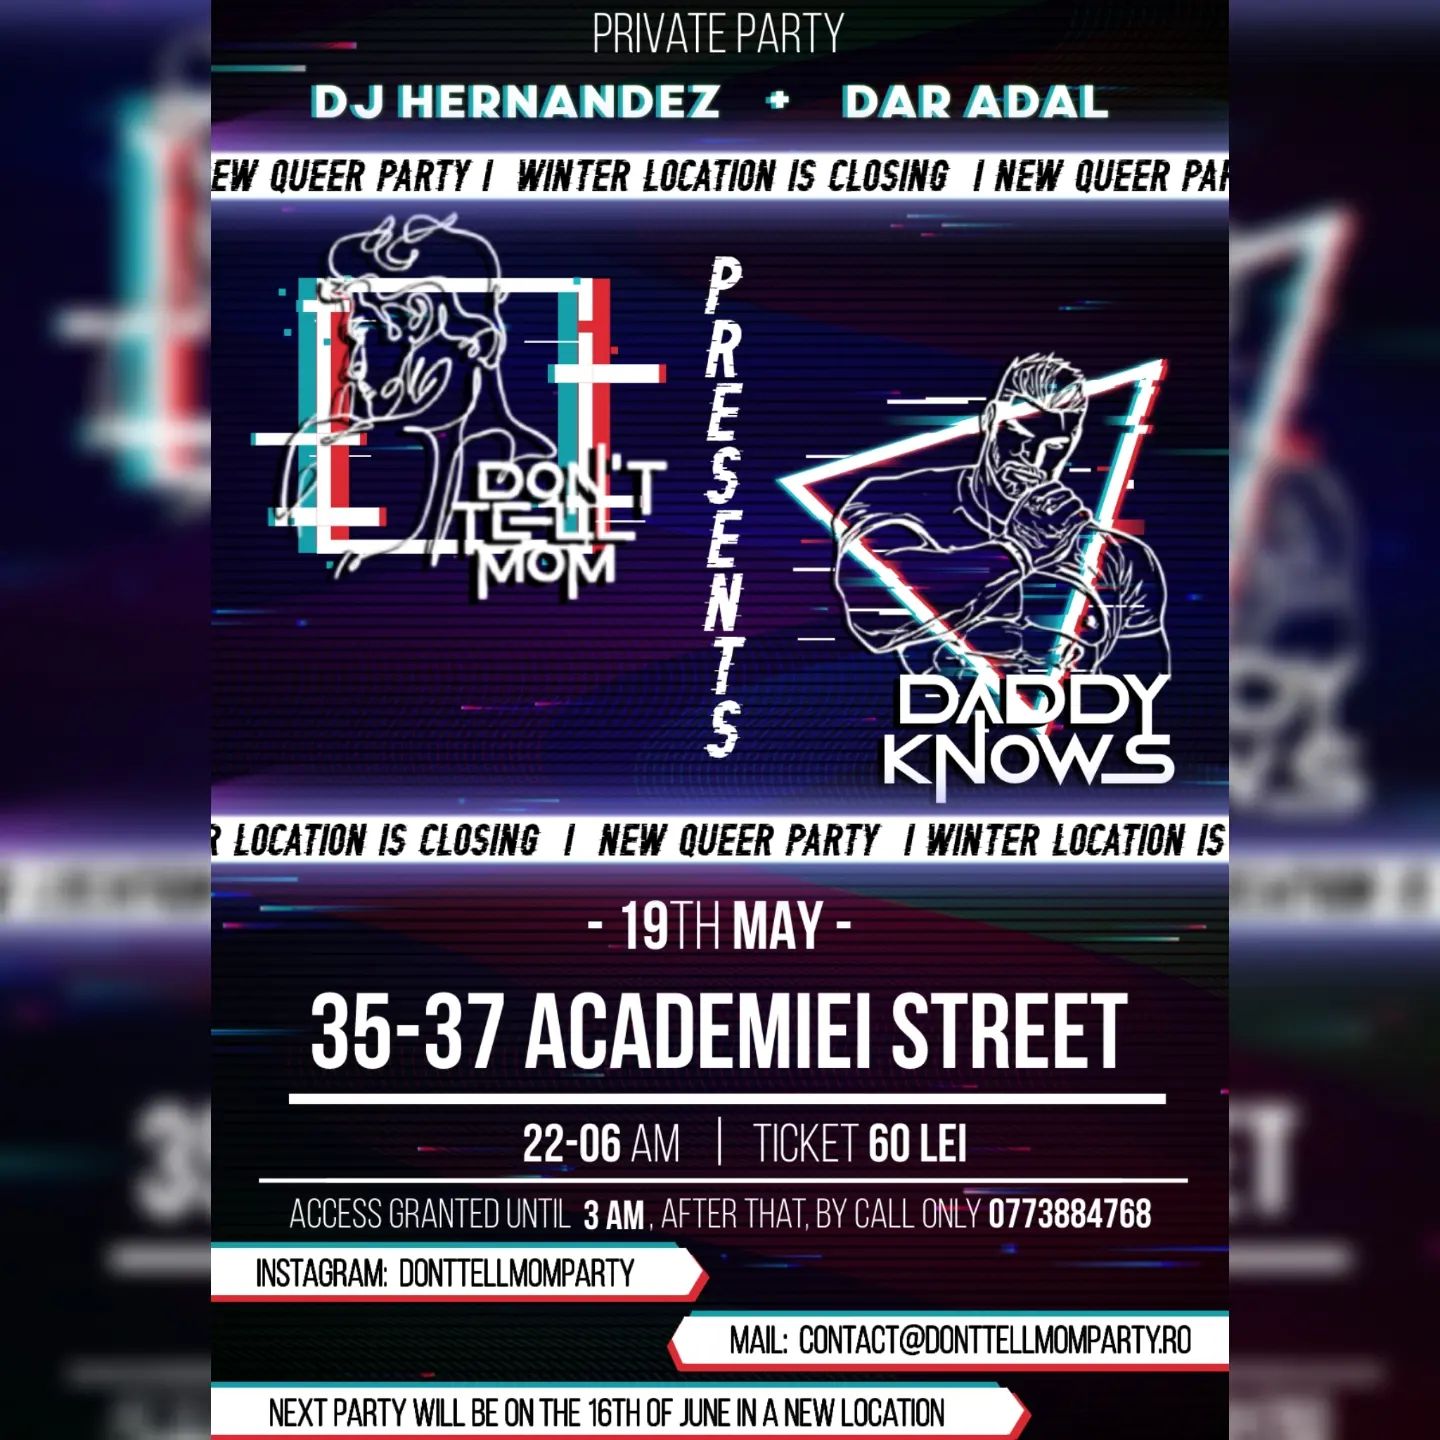 PRIVATE PARTY
DJ HERNANDEZ + DAR ADAL
EW QUEER PARTY | WINTER LOCATION IS CLOSING | NEW QUEER PAR
DON'T
TELL
MOM
PRESENTS
DADDY
KNOWS
R LOCATION IS CLOSING | NEW QUEER PARTY | WINTER LOCATION IS
- 19TH MAY -
35-37 ACADEMIEI STREET
22-06 AM | TICKET 60 LEI
ACCESS GRANTED UNTIL 3 AM, AFTER THAT, BY CALL ONLY 0773884768
INSTAGRAM: DONTTELLMOMPARTY
MAIL: CONTACT@DONTTELLMOMPARTY.RO
NEXT PARTY WILL BE ON THE 16TH OF JUNE IN A NEW LOCATION